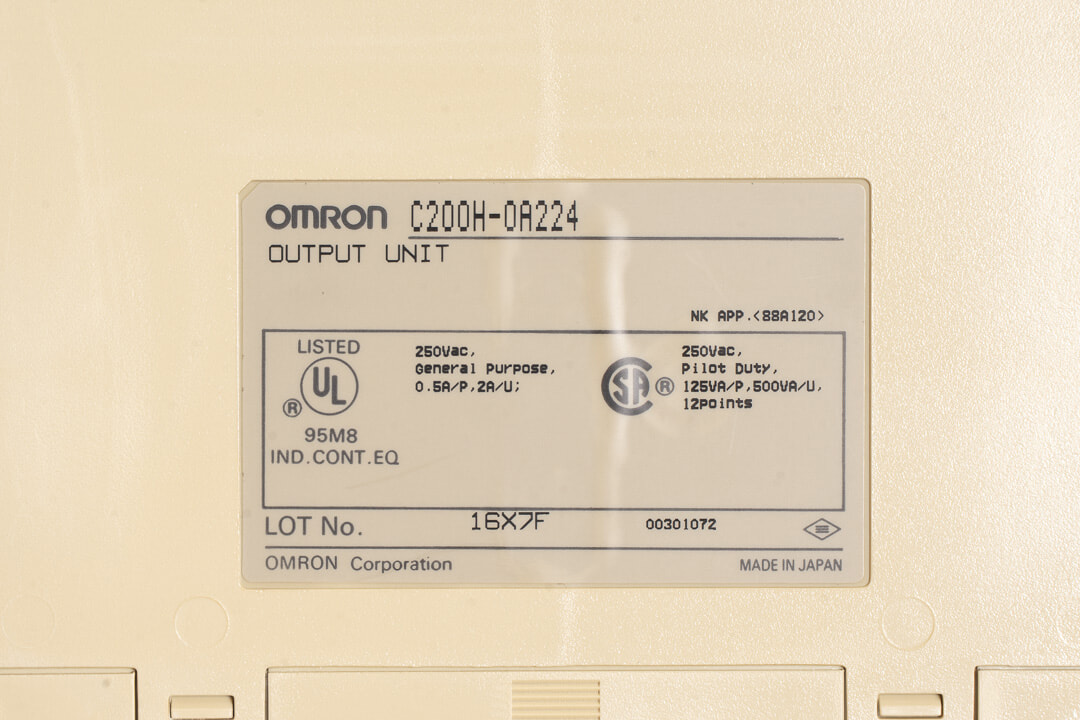 OMRON C200H-OA224
OUTPUT UNIT
NK APP.<88A120>
LISTED
UL
®
95M8
IND.CONT.EQ
250Vac,
General Purpose,
0.5A/P,2A/U;
SA ®
250Vac,
Pilot Duty,
125VA/P,500VA/U,
12points
LOT No. 16X7F 00301072
OMRON Corporation MADE IN JAPAN